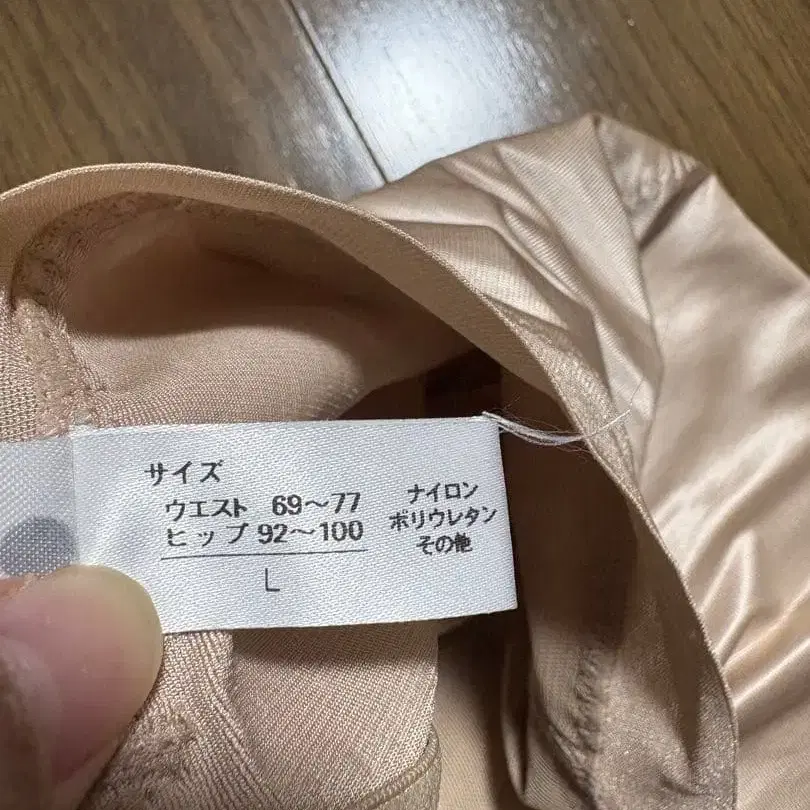 サイズ
ウエスト 69～77
ヒップ 92～100
L
ナイロン
ポリウレタン
その他